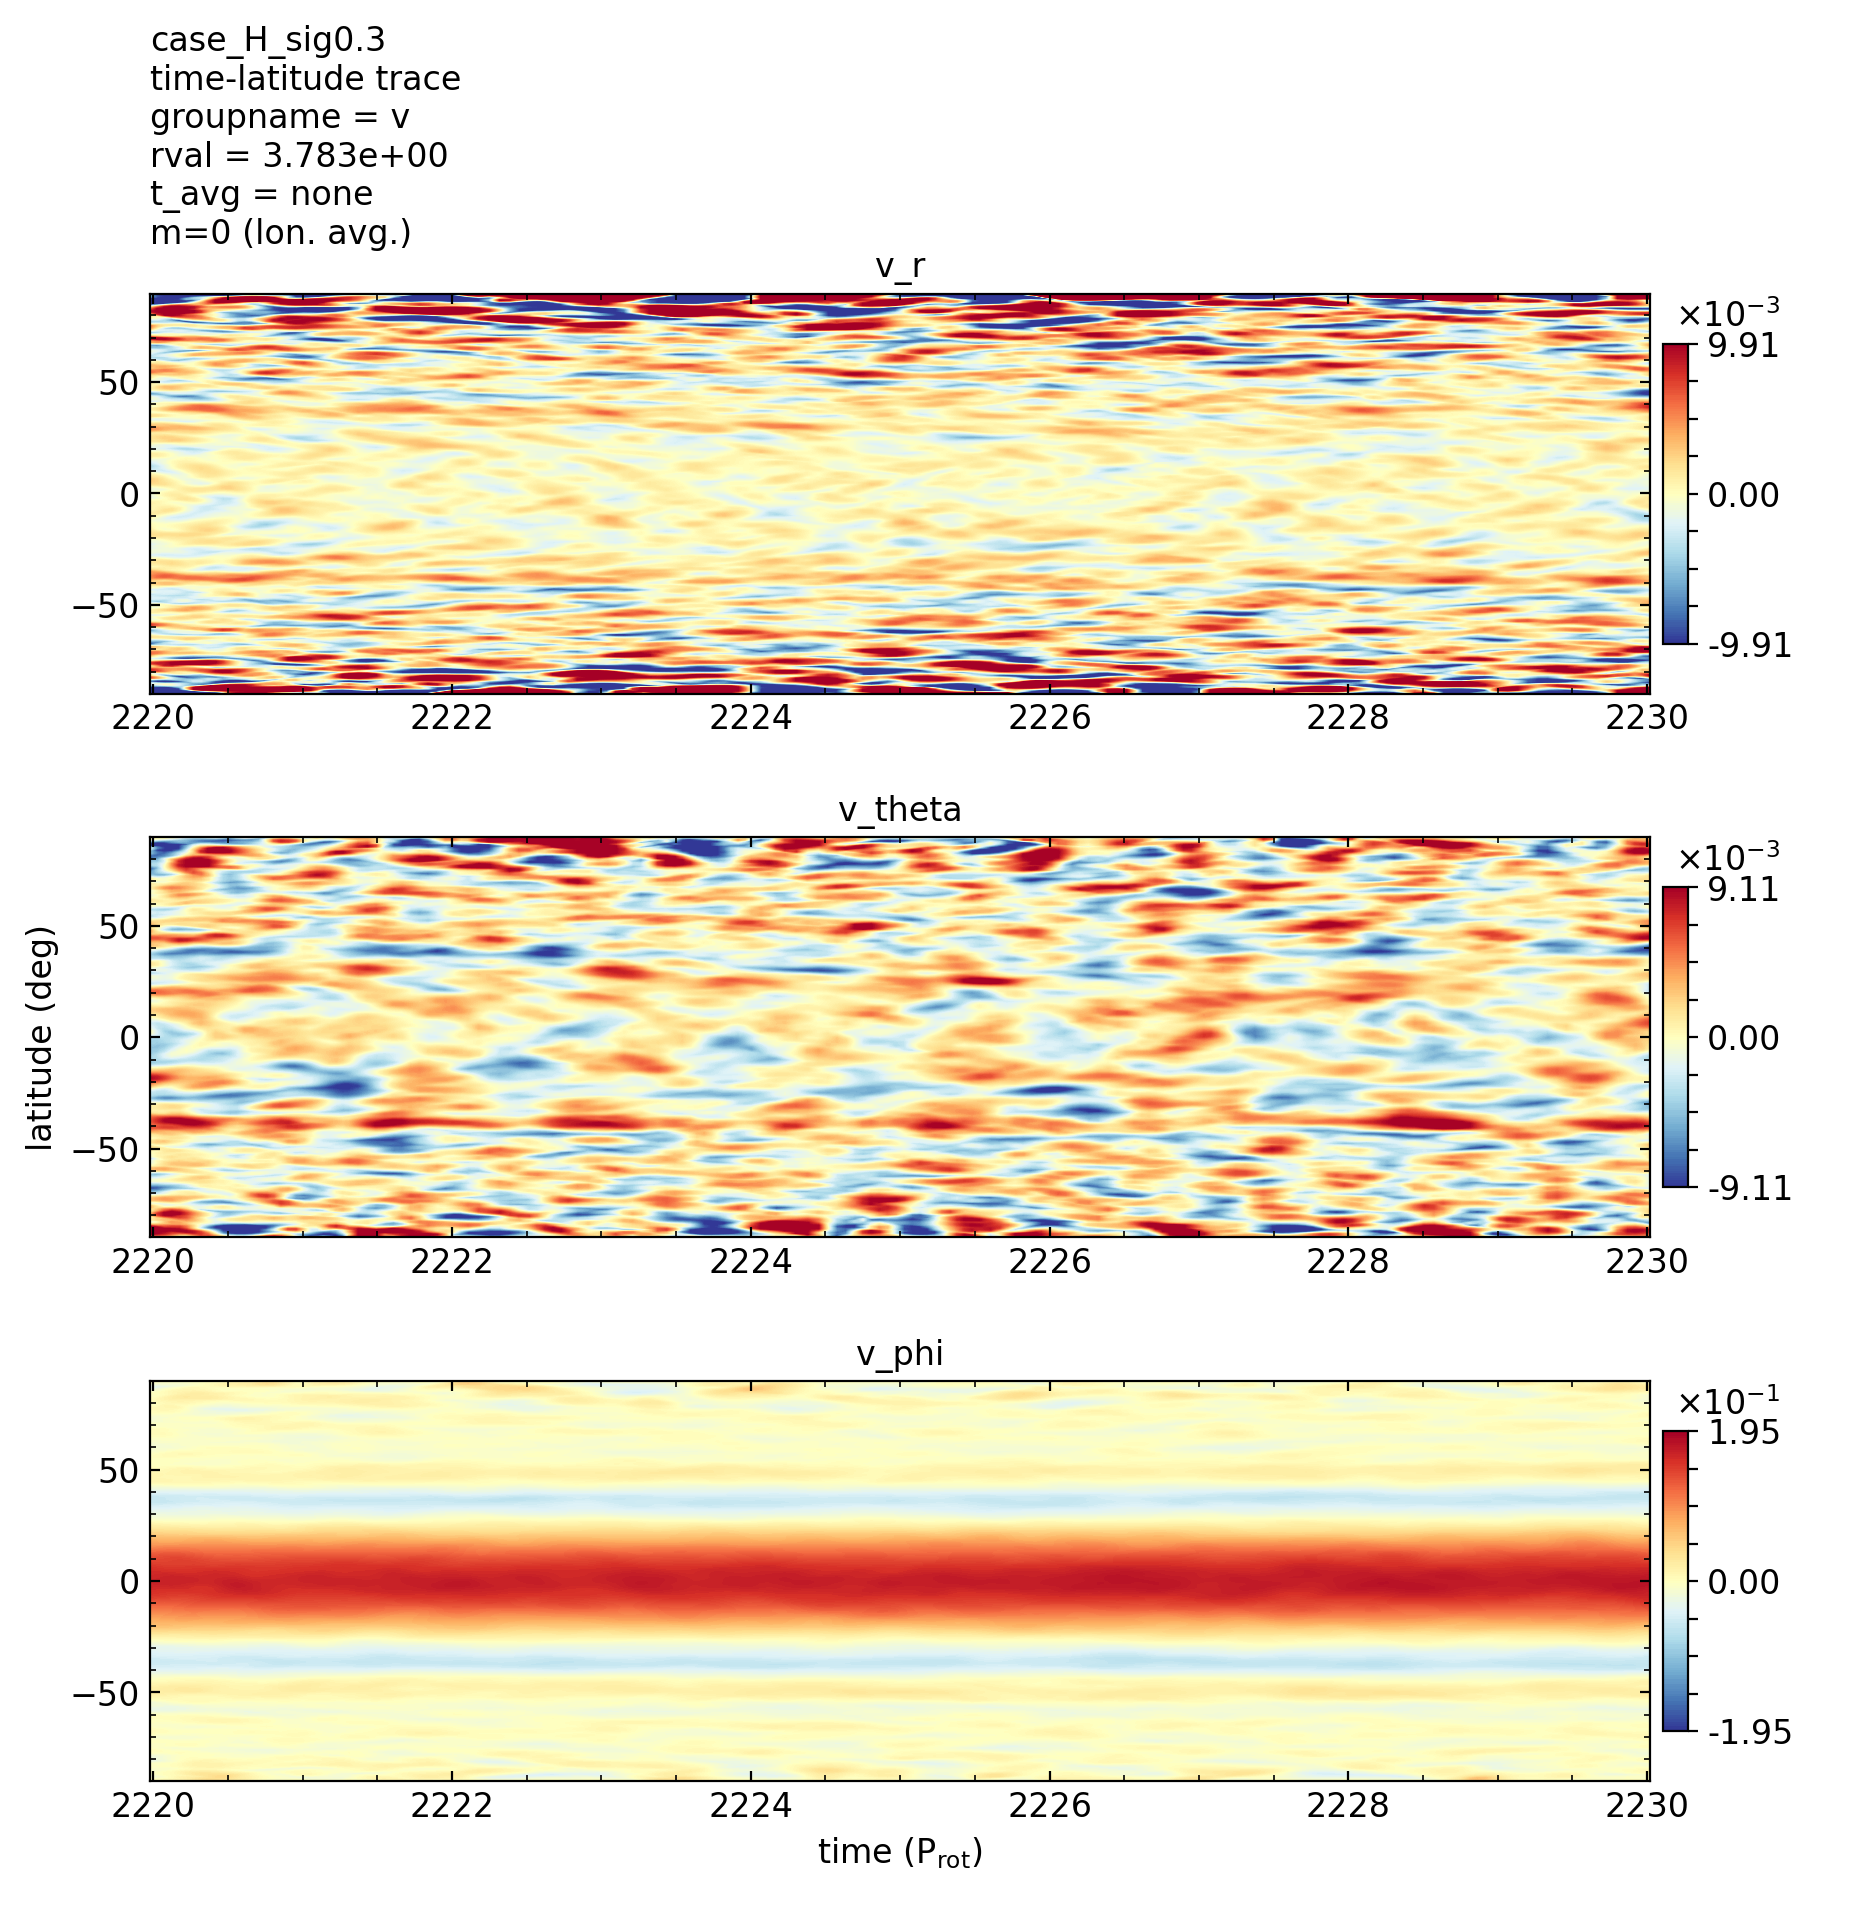 case_H_sig0.3
time-latitude trace
groupname = v
rval = 3.783e+00
t_avg = none
m=0 (lon. avg.)
v_r
×10⁻³
9.91
0.00
-9.91
50
0
−50
2220 2222 2224 2226 2228 2230
v_theta
×10⁻³
9.11
0.00
-9.11
latitude (deg)
50
0
−50
2220 2222 2224 2226 2228 2230
v_phi
×10⁻¹
1.95
0.00
-1.95
50
0
−50
2220 2222 2224 2226 2228 2230
time (P_rot)